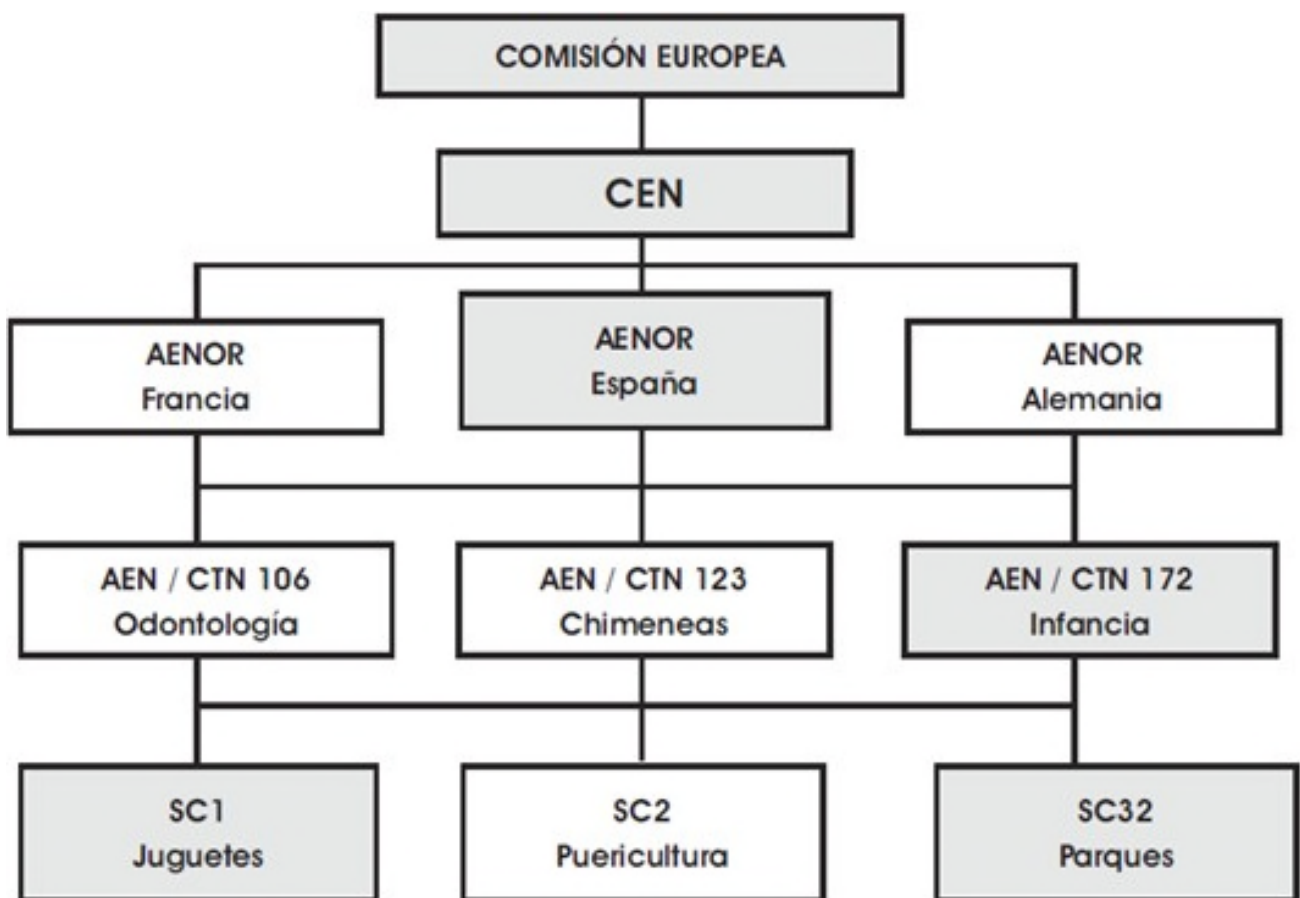 COMISIÓN EUROPEA
CEN
AENOR
Francia
AENOR
España
AENOR
Alemania
AEN / CTN 106
Odontología
AEN / CTN 123
Chimeneas
AEN / CTN 172
Infancia
SC1
Juguetes
SC2
Puericultura
SC32
Parques